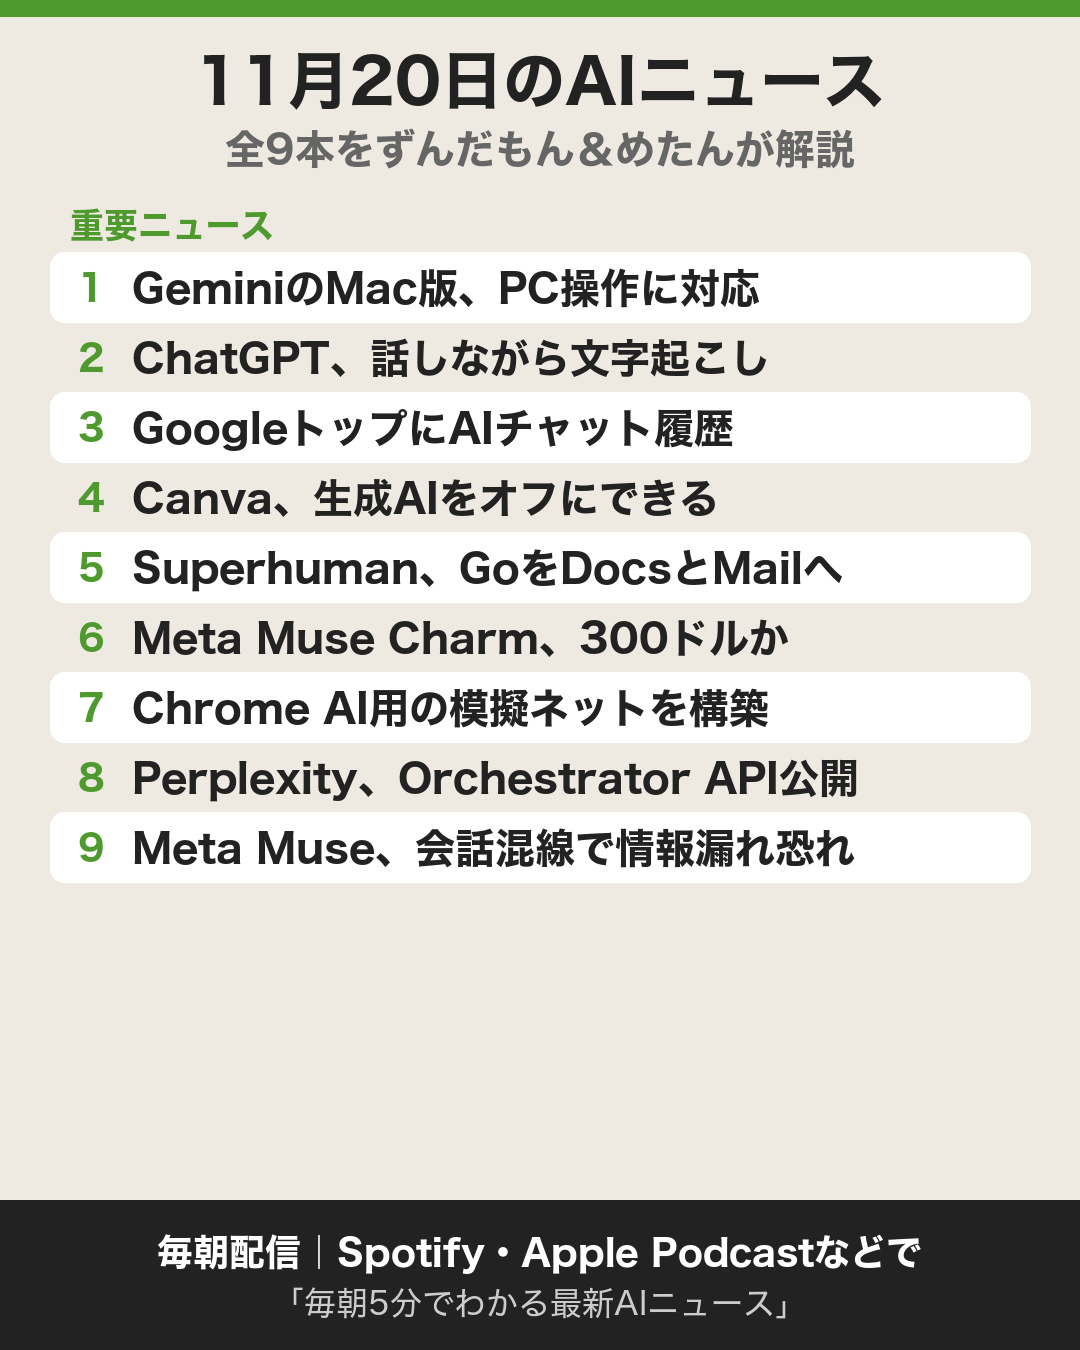 11月20日のAIニュース
全9本をずんだもん＆めたんが解説
重要ニュース
1 GeminiのMac版、PC操作に対応
2 ChatGPT、話しながら文字起こし
3 GoogleトップにAIチャット履歴
4 Canva、生成AIをオフにできる
5 Superhuman、GoをDocsとMailへ
6 Meta Muse Charm、300ドルか
7 Chrome AI用の模擬ネットを構築
8 Perplexity、Orchestrator API公開
9 Meta Muse、会話混線で情報漏れ恐れ
毎朝配信｜Spotify・Apple Podcastなどで
「毎朝5分でわかる最新AIニュース」